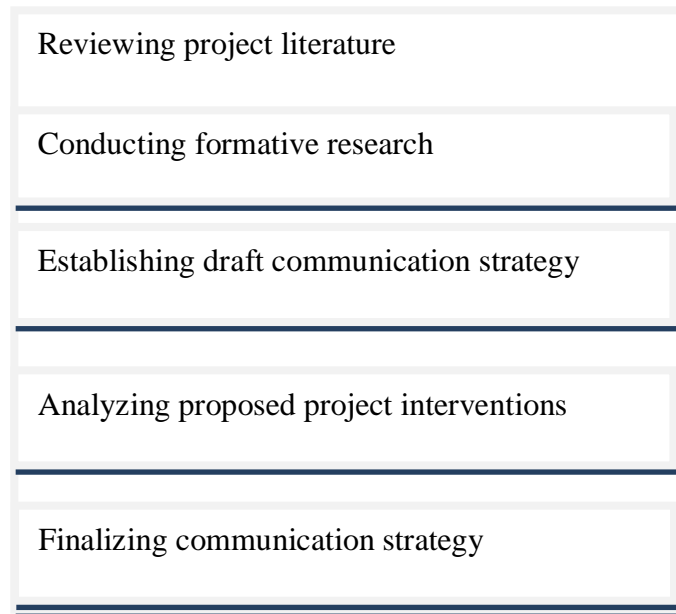 Reviewing project literature
Conducting formative research
Establishing draft communication strategy
Analyzing proposed project interventions
Finalizing communication strategy